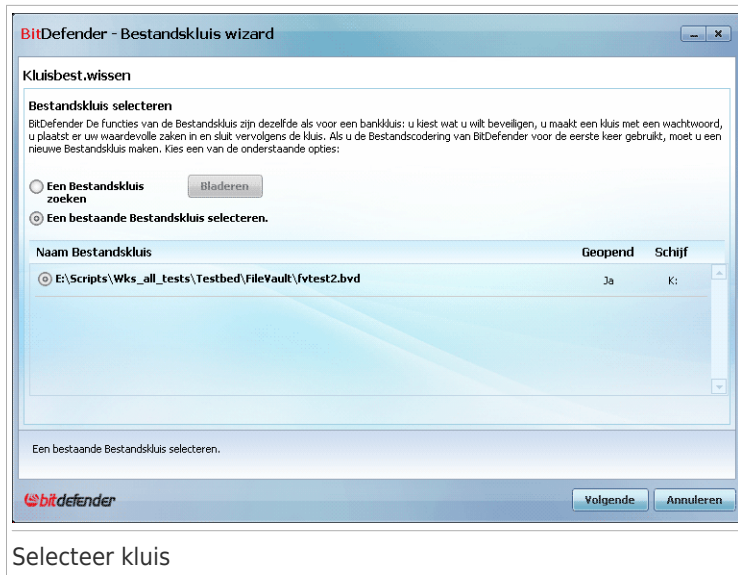 BitDefender - Bestandskluis wizard
Kluisbest.wissen
Bestandskluis selecteren
BitDefender De functies van de Bestandskluis zijn dezelfde als voor een bankkluis: u kiest wat u wilt beveiligen, u maakt een kluis met een wachtwoord,
u plaatst er uw waardevolle zaken in en sluit vervolgens de kluis. Als u de Bestandscodering van BitDefender voor de eerste keer gebruikt, moet u een
nieuwe Bestandskluis maken. Kies een van de onderstaande opties:
Een Bestandskluis zoeken
Bladeren
Een bestaande Bestandskluis selecteren.
Naam Bestandskluis Geopend Schijf
E:\Scripts\Wks_all_tests\Testbed\FileVault\fvtest2.bvd Ja K:
Een bestaande Bestandskluis selecteren.
bitdefender
Volgende Annuleren
Selecteer kluis